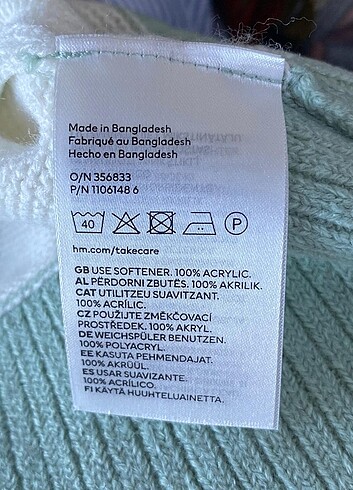 Made in Bangladesh
Fabriqué au Bangladesh
Hecho en Bangladesh
O/N 356833
P/N 1106148 6
40
P
hm.com/takecare
GB USE SOFTENER. 100% ACRYLIC.
AL PËRDORNI ZBUTËS. 100% AKRILIK.
CAT UTILITZEU SUAVITZANT.
100% ACRÍLIC.
CZ POUŽIJTE ZMĚKČOVACÍ
PROSTŘEDEK. 100% AKRYL.
DE WEICHSPÜLER BENUTZEN.
100% POLYACRYL.
EE KASUTA PEHMENDAJAT.
100% AKRÜÜL.
ES USAR SUAVIZANTE.
100% ACRÍLICO.
FI KÄYTÄ HUUHTELUAINETTA.